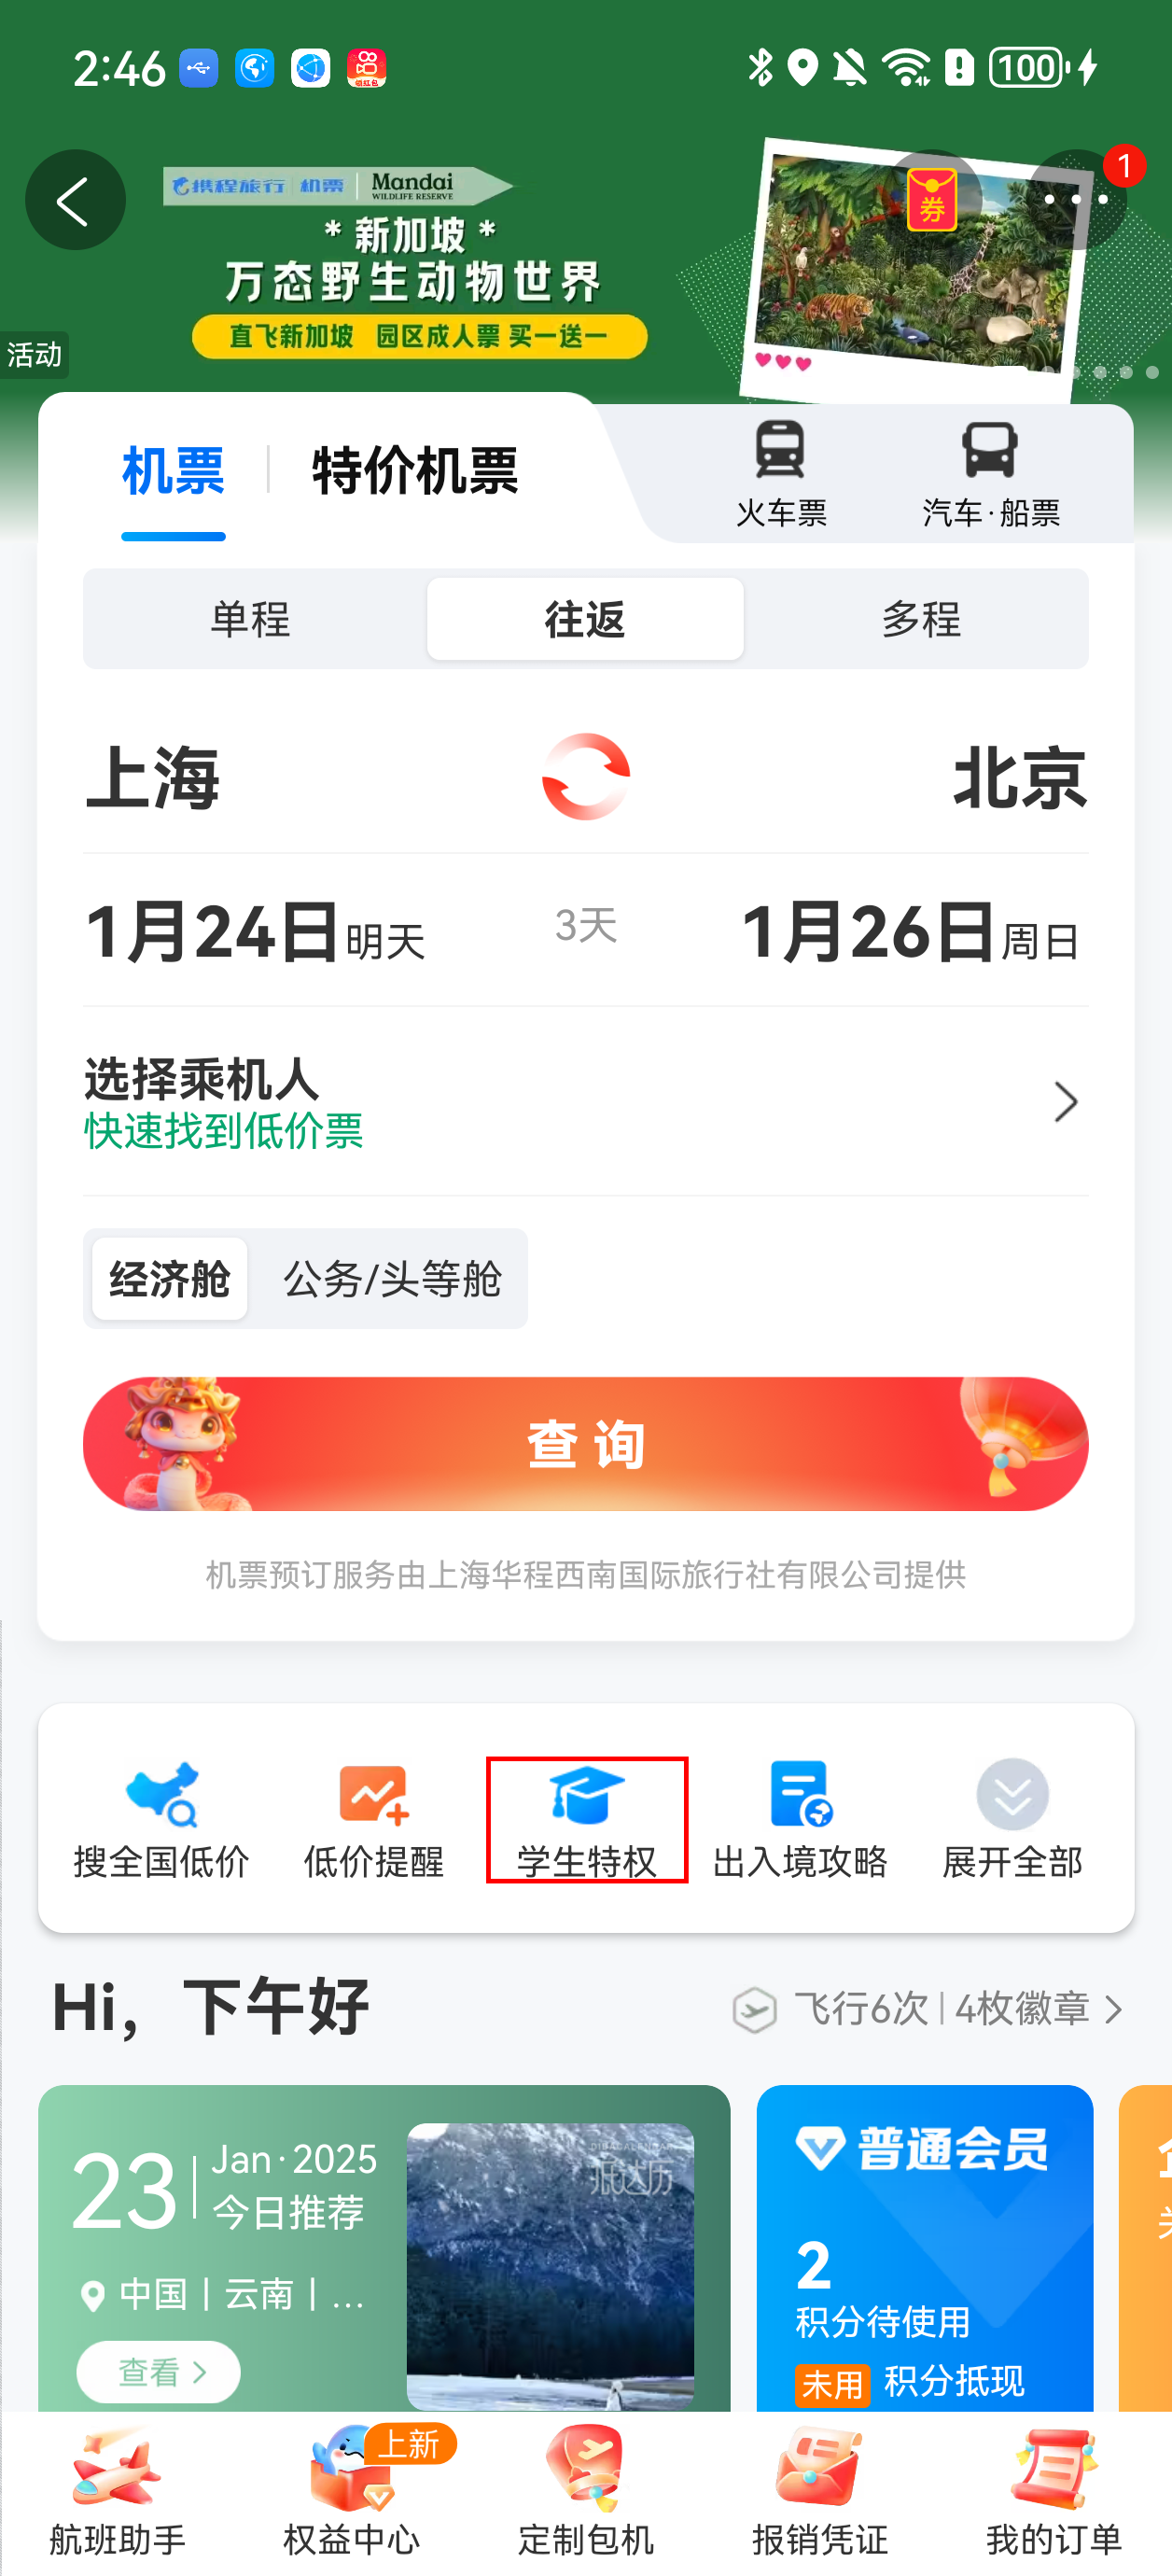 2:46
100
携程旅行 机票 Mandai
WILDLIFE RESERVE
* 新加坡 *
万态野生动物世界
直飞新加坡 园区成人票 买一送一
券
1
活动
机票
特价机票
火车票
汽车·船票
单程
往返
多程
上海
北京
1月24日明天
3天
1月26日周日
选择乘机人
快速找到低价票
经济舱
公务/头等舱
查询
机票预订服务由上海华程西南国际旅行社有限公司提供
搜全国低价
低价提醒
学生特权
出入境攻略
展开全部
Hi，下午好
飞行6次
4枚徽章
23
Jan·2025
今日推荐
中国 | 云南 | ...
查看
普通会员
2
积分待使用
未用 积分抵现
上新
航班助手
权益中心
定制包机
报销凭证
我的订单